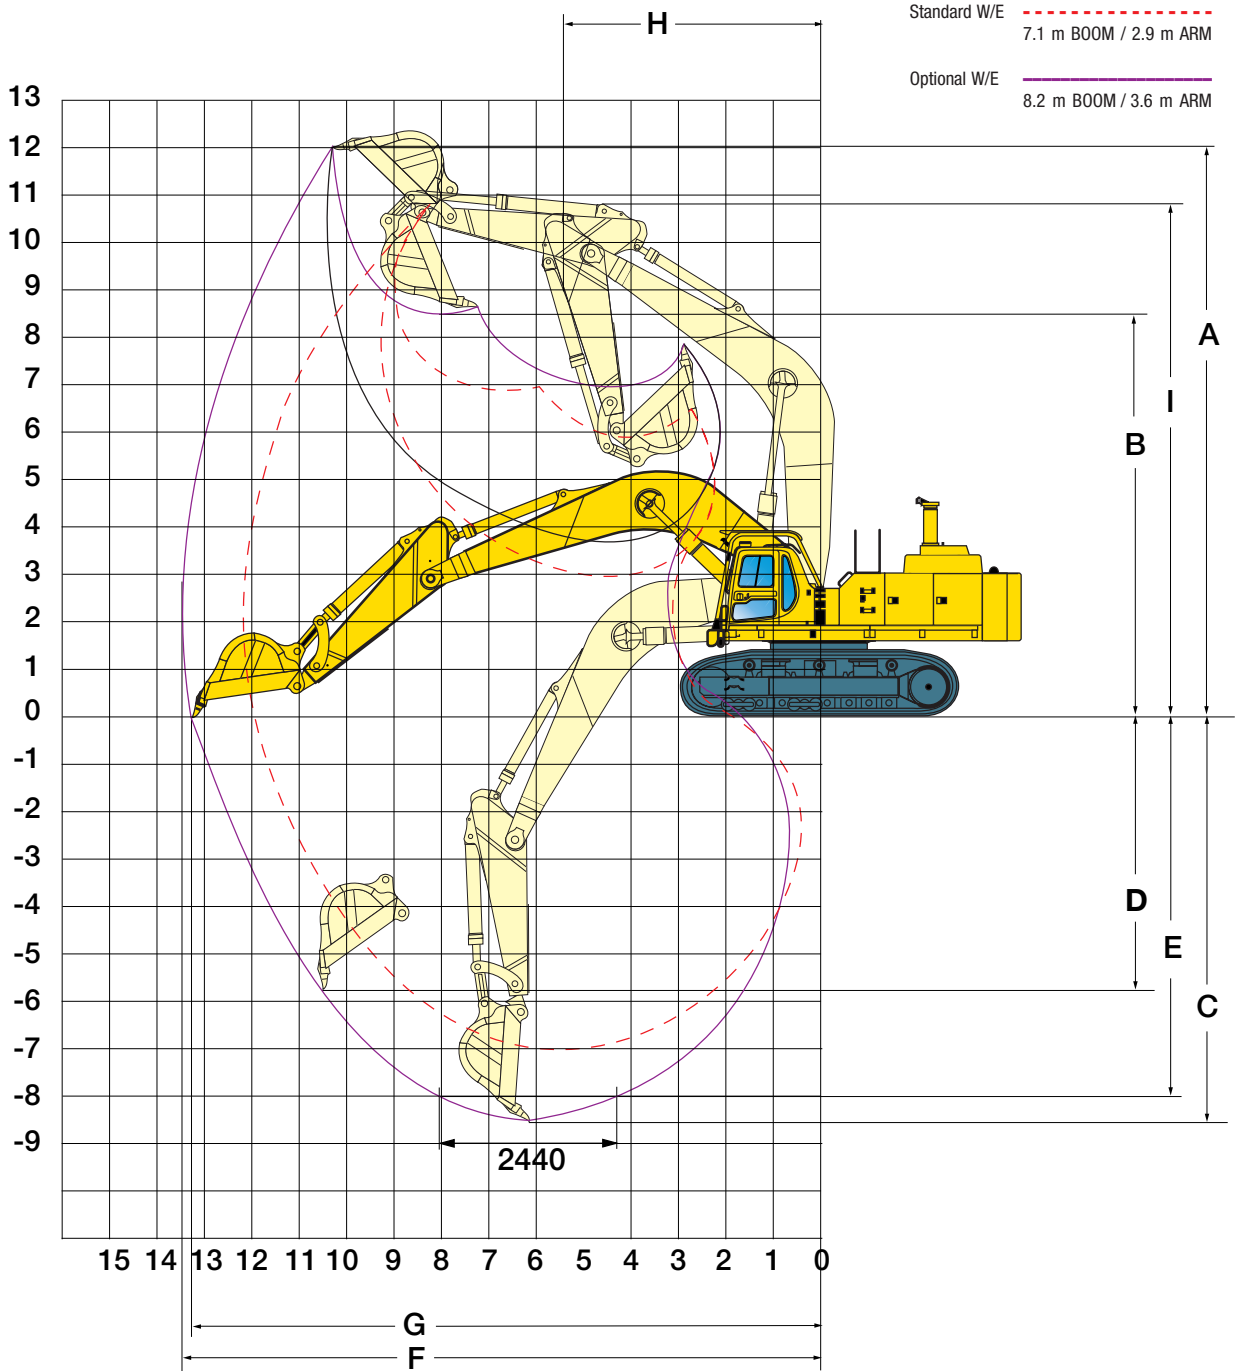 H
Standard W/E
7.1 m BOOM / 2.9 m ARM
Optional W/E
8.2 m BOOM / 3.6 m ARM
13
12
11
10
9
8
7
6
5
4
3
2
1
0
-1
-2
-3
-4
-5
-6
-7
-8
-9
A
I
B
D
E
C
2440
15 14 13 12 11 10 9 8 7 6 5 4 3 2 1 0
G
F